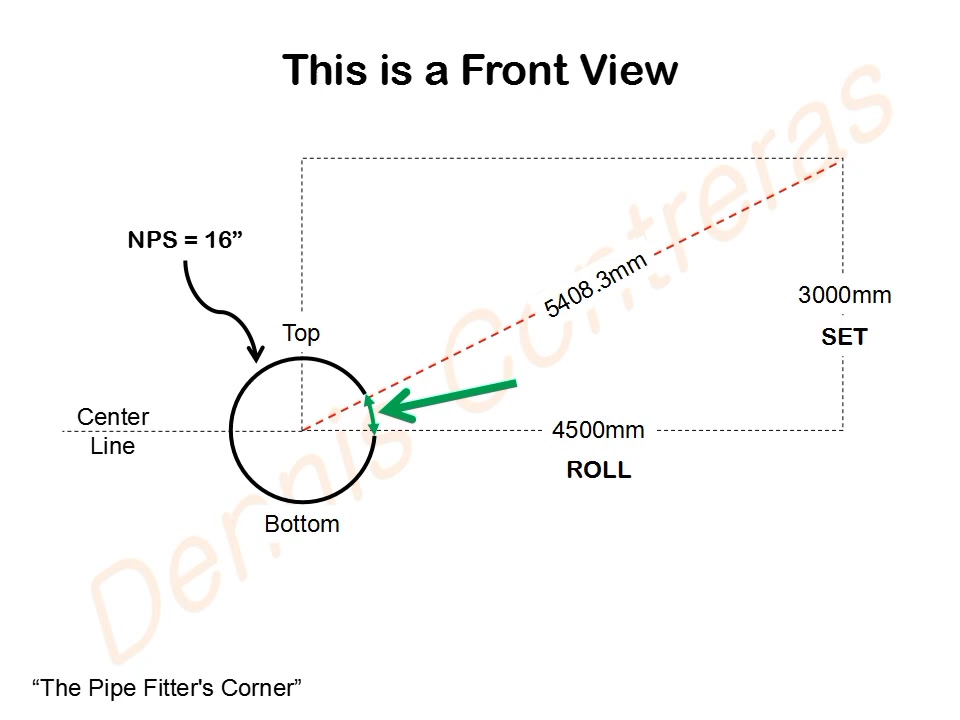 This is a Front View
NPS = 16”
Top
5408.3mm
3000mm
SET
Center
Line
4500mm
ROLL
Bottom
Dennis Contreras
“The Pipe Fitter's Corner”